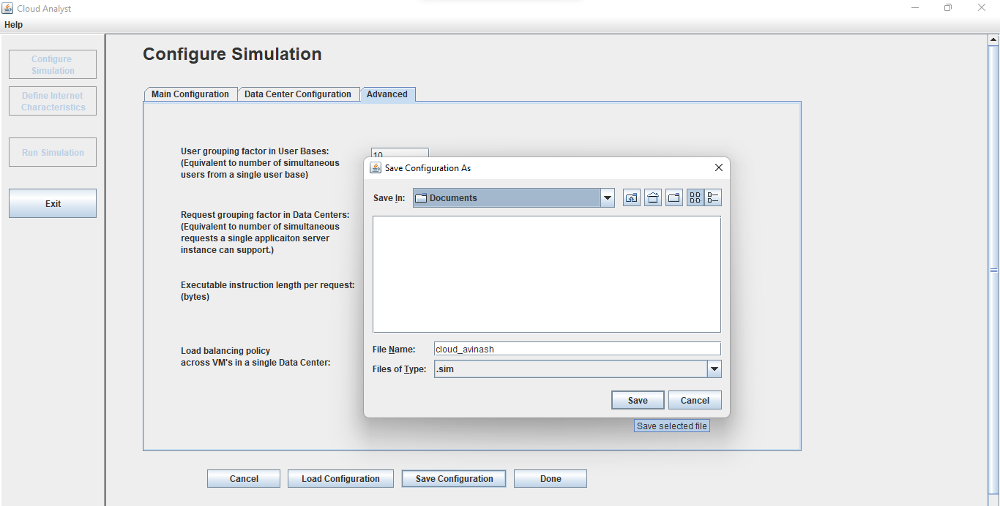 Cloud Analyst
Help
Configure
Simulation
Define Internet
Characteristics
Run Simulation
Exit
Configure Simulation
Main Configuration
Data Center Configuration
Advanced
User grouping factor in User Bases:
(Equivalent to number of simultaneous
users from a single user base)
10
Request grouping factor in Data Centers:
(Equivalent to number of simultaneous
requests a single applicaiton server
instance can support.)
Executable instruction length per request:
(bytes)
Load balancing policy
across VM's in a single Data Center:
Save Configuration As
Save In:
Documents
File Name:
cloud_avinash
Files of Type:
.sim
Save
Cancel
Save selected file
Cancel
Load Configuration
Save Configuration
Done